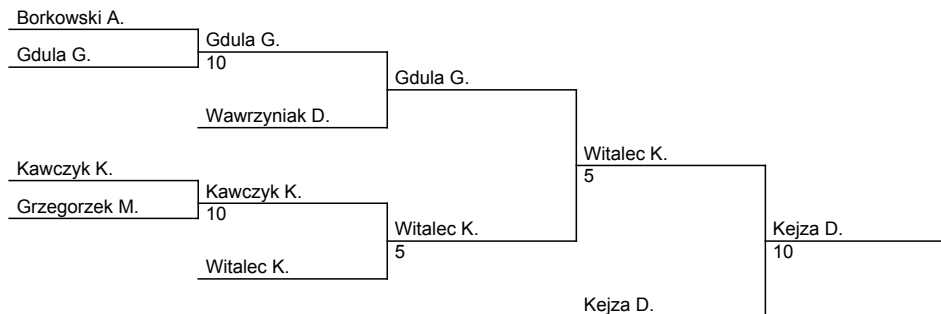 Borkowski A.
Gdula G.
Gdula G.
10
Gdula G.
Wawrzyniak D.
Witalec K.
5
Kawczyk K.
Grzegorzek M.
Kawczyk K.
10
Witalec K.
5
Witalec K.
Kejza D.
10
Kejza D.